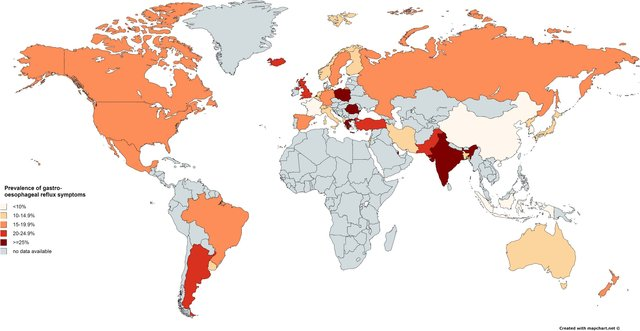 Prevalence of gastro-
oesophageal reflux symptoms
<10%
10-14.9%
15-19.9%
20-24.9%
>=25%
no data available
Created with mapchart.net ©